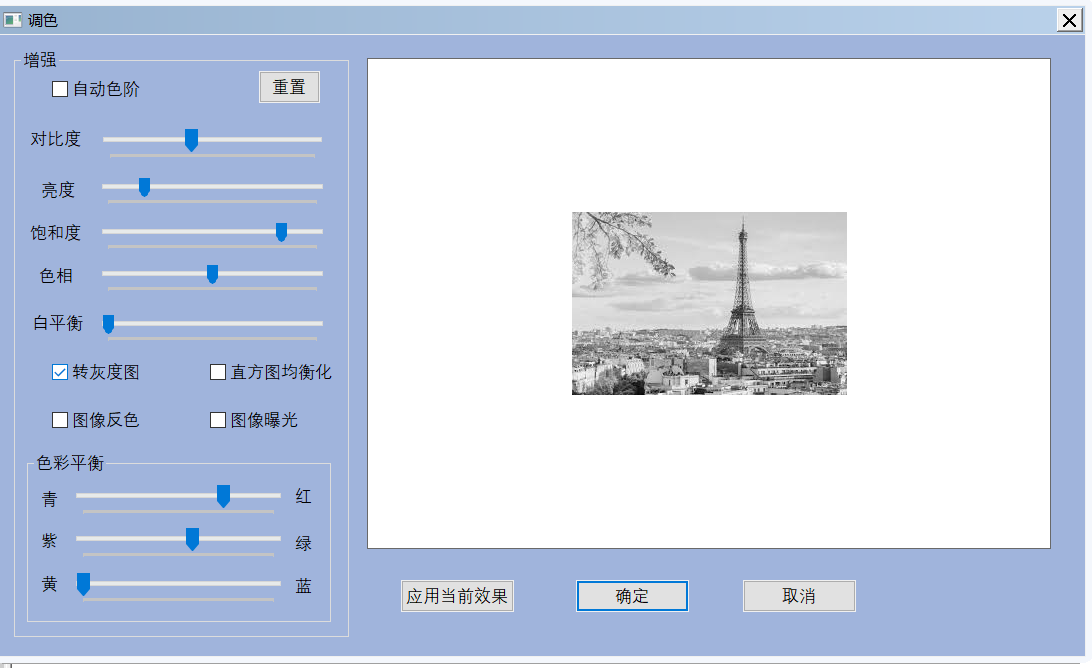 调色
增强
自动色阶
重置
对比度
亮度
饱和度
色相
白平衡
转灰度图
直方图均衡化
图像反色
图像曝光
色彩平衡
青
红
紫
绿
黄
蓝
应用当前效果
确定
取消